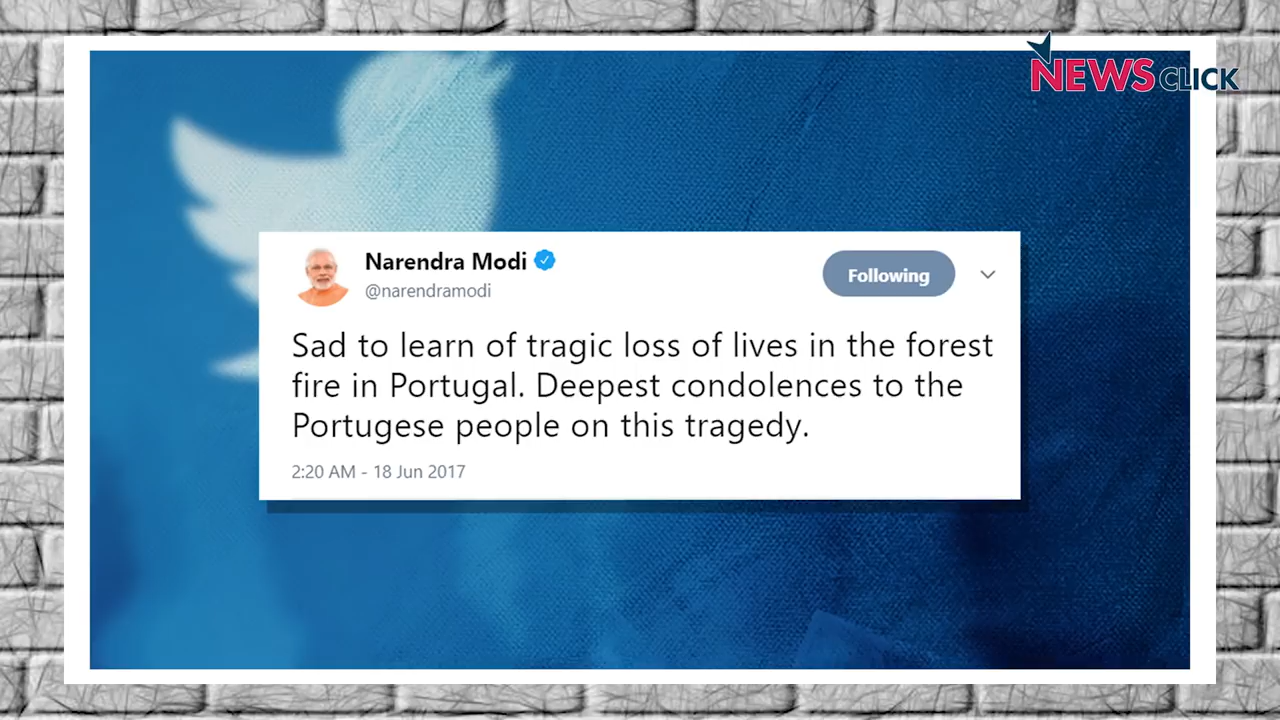 NEWSCLICK
Narendra Modi
@narendramodi
Following
Sad to learn of tragic loss of lives in the forest
fire in Portugal. Deepest condolences to the
Portugese people on this tragedy.
2:20 AM - 18 Jun 2017